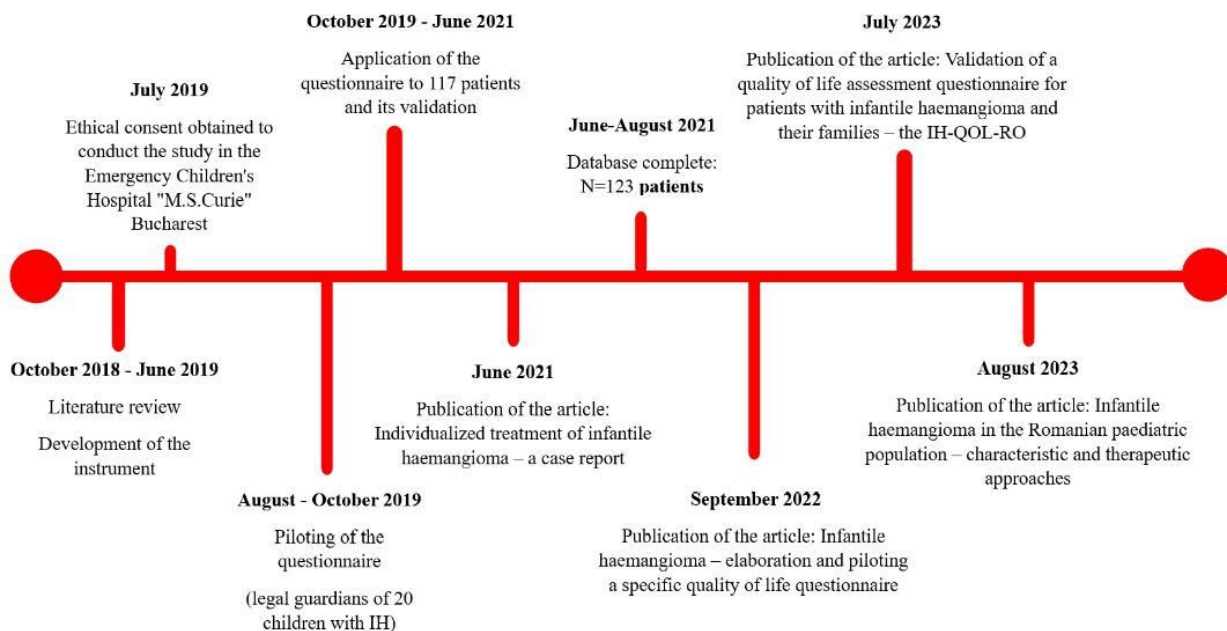 October 2018 - June 2019
Literature review
Development of the
instrument
July 2019
Ethical consent obtained to
conduct the study in the
Emergency Children's
Hospital "M.S.Curie"
Bucharest
August - October 2019
Piloting of the
questionnaire
(legal guardians of 20
children with IH)
October 2019 - June 2021
Application of the
questionnaire to 117 patients
and its validation
June 2021
Publication of the article:
Individualized treatment of infantile
haemangioma – a case report
June-August 2021
Database complete:
N=123 patients
September 2022
Publication of the article: Infantile
haemangioma – elaboration and piloting
a specific quality of life questionnaire
July 2023
Publication of the article: Validation of a
quality of life assessment questionnaire for
patients with infantile haemangioma and
their families – the IH-QOL-RO
August 2023
Publication of the article: Infantile
haemangioma in the Romanian paediatric
population – characteristic and therapeutic
approaches